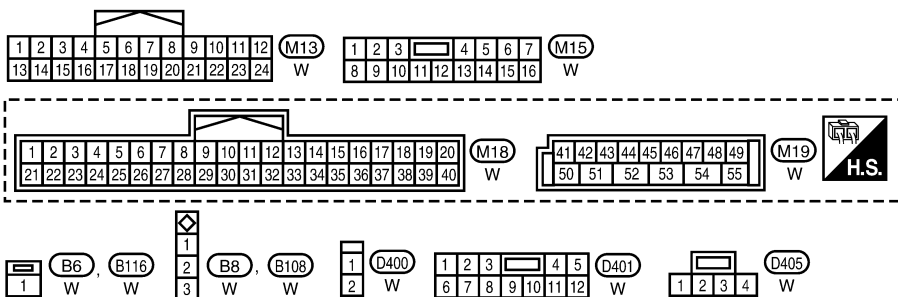 1 2 3 4 5 6 7 8 9 10 11 12
13 14 15 16 17 18 19 20 21 22 23 24
M13
W
1 2 3 4 5 6 7
8 9 10 11 12 13 14 15 16
M15
W
1 2 3 4 5 6 7 8 9 10 11 12 13 14 15 16 17 18 19 20
21 22 23 24 25 26 27 28 29 30 31 32 33 34 35 36 37 38 39 40
M18
W
41 42 43 44 45 46 47 48 49
50 51 52 53 54 55
M19
W
H.S.
1
B6 , B116
W W
1
2
3
B8 , B108
W W
1
2
D400
W
1 2 3 4 5
6 7 8 9 10 11 12
D401
W
1 2 3 4
D405
W